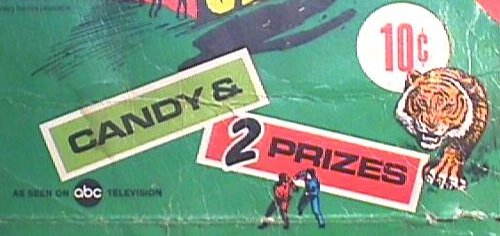 10¢
CANDY &
2 PRIZES
AS SEEN ON abc TELEVISION